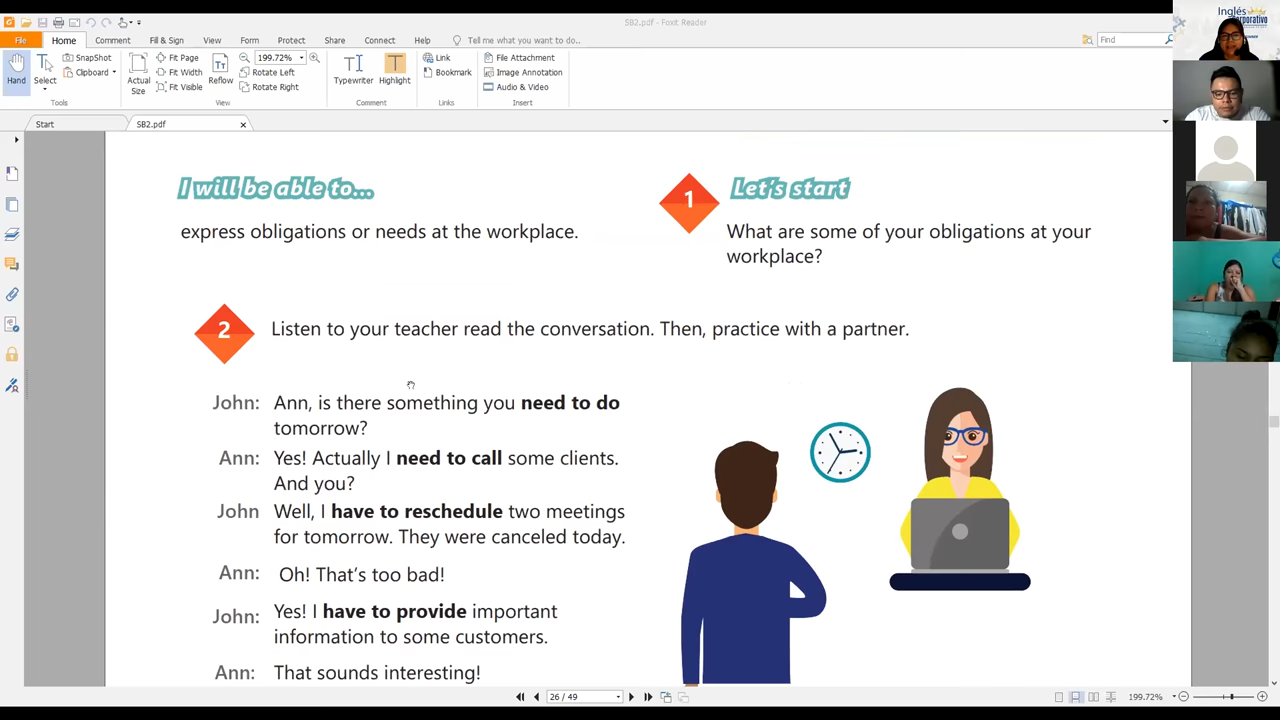 SB2.pdf - Foxit Reader
File Home Comment Fill & Sign View Form Protect Share Connect Help Tell me what you want to do.. Find
Hand
Select
SnapShot
Clipboard
Tools
Actual Size
Fit Page
Fit Width
Fit Visible
Reflow
199.72%
Rotate Left
Rotate Right
View
Typewriter
Highlight
Comment
Link
Bookmark
Links
File Attachment
Image Annotation
Audio & Video
Insert
Start SB2.pdf
Inglés
I will be able to...
express obligations or needs at the workplace.
1 Let's start
What are some of your obligations at your
workplace?
2 Listen to your teacher read the conversation. Then, practice with a partner.
John: Ann, is there something you need to do
tomorrow?
Ann: Yes! Actually I need to call some clients.
And you?
John Well, I have to reschedule two meetings
for tomorrow. They were canceled today.
Ann: Oh! That's too bad!
John: Yes! I have to provide important
information to some customers.
Ann: That sounds interesting!
26 / 49 199.72%